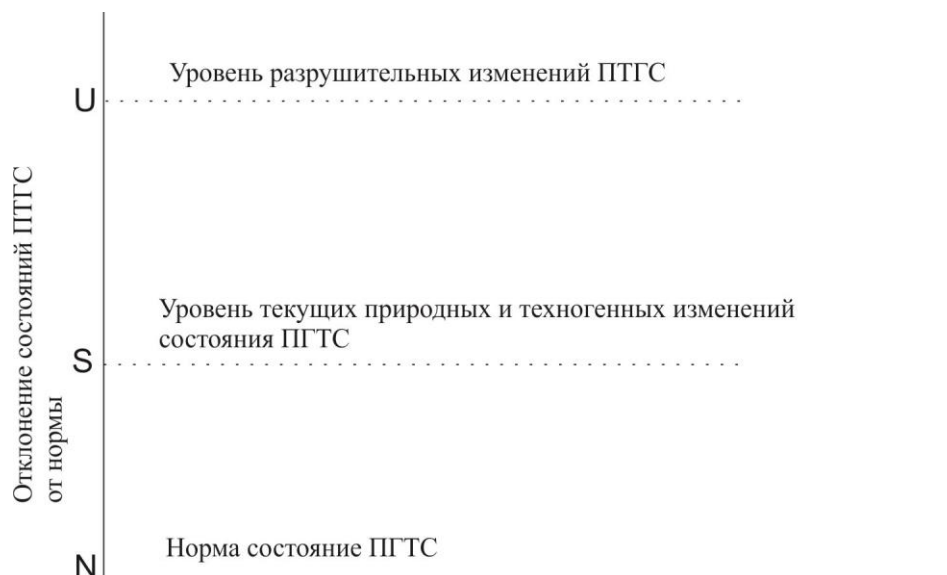 Уровень разрушительных изменений ПТГС
U
Отклонение состояний ПТГС
от нормы
Уровень текущих природных и техногенных изменений
состояния ПГТС
S
Норма состояние ПГТС
N